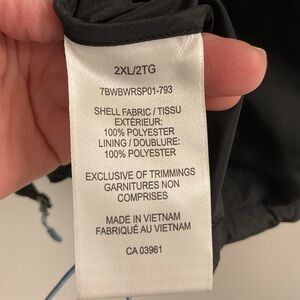 2XL/2TG
7BWBWRSP01-793
SHELL FABRIC / TISSU
EXTÉRIEUR:
100% POLYESTER
LINING / DOUBLURE:
100% POLYESTER
EXCLUSIVE OF TRIMMINGS
GARNITURES NON
COMPRISES
MADE IN VIETNAM
FABRIQUÉ AU VIETNAM
CA 03961